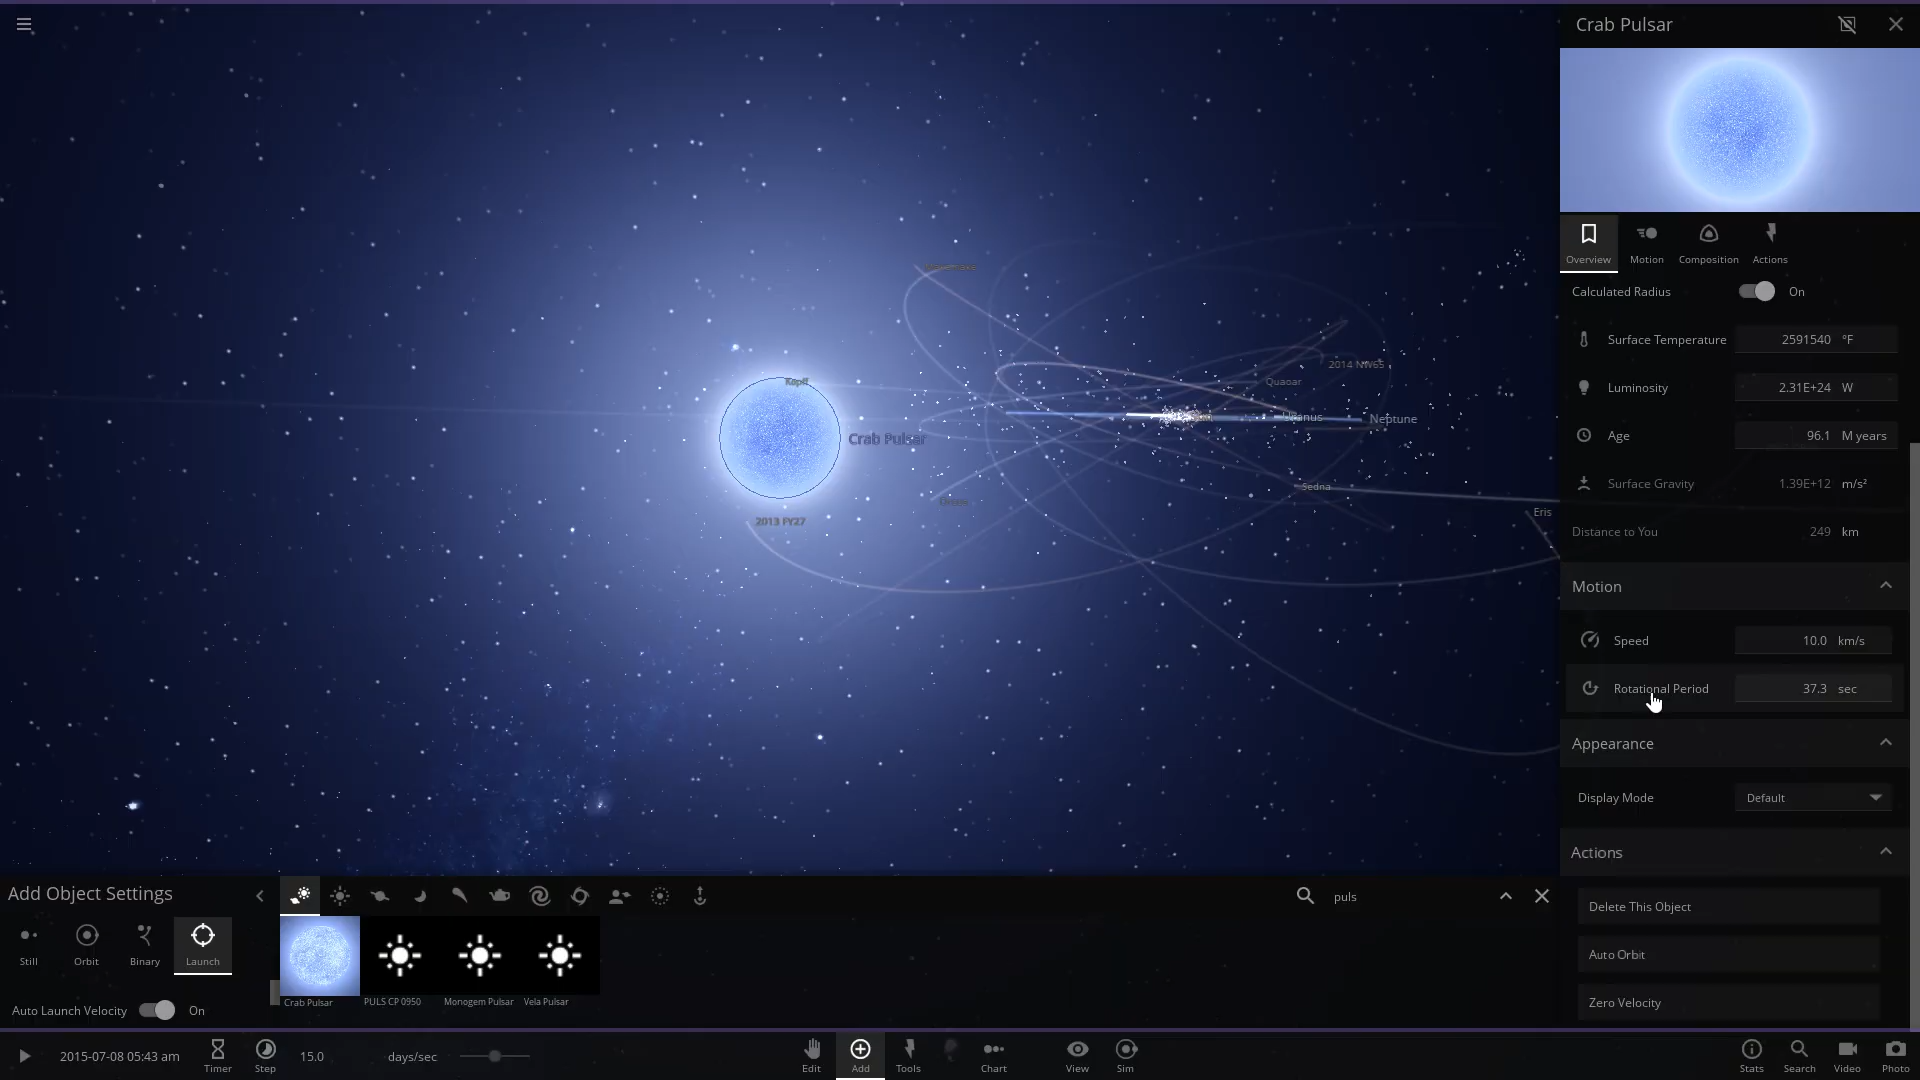 Crab Pulsar
Overview
Motion
Composition
Actions
Calculated Radius On
Surface Temperature 2591540 °F
Luminosity 2.31E+24 W
Age 96.1 M years
Surface Gravity 1.39E+12 m/s²
Distance to You 249 km
Motion
Speed 10.0 km/s
Rotational Period 37.3 sec
Appearance
Display Mode Default
Actions
Delete This Object
Auto Orbit
Zero Velocity
Kopff
2014 NW65
Quaoar
Uranus
Neptune
Crab Pulsar
Sedna
Eris
2013 FY27
Add Object Settings
puls
Still
Orbit
Binary
Launch
Crab Pulsar
PULS CP 0950
Monogem Pulsar
Vela Pulsar
Auto Launch Velocity On
2015-07-08 05:43 am
Timer
Step
15.0 days/sec
Edit
Add
Tools
Chart
View
Sim
Stats
Search
Video
Photo